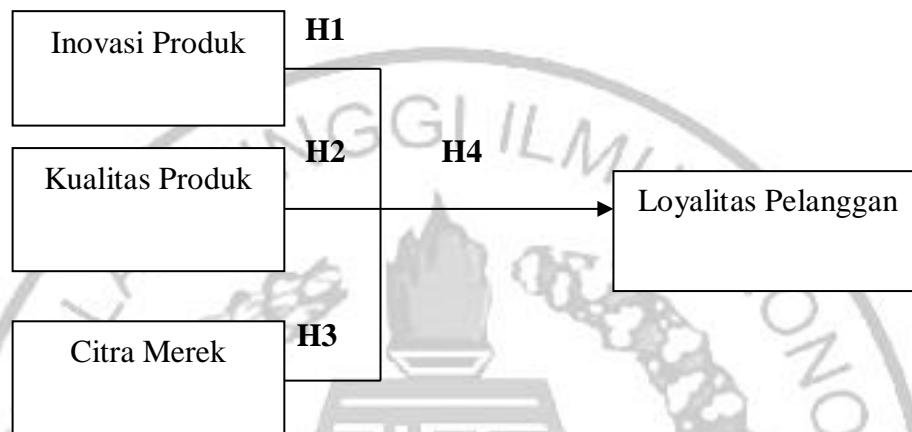 Inovasi Produk
H1
Kualitas Produk
H2
H4
Loyalitas Pelanggan
Citra Merek
H3